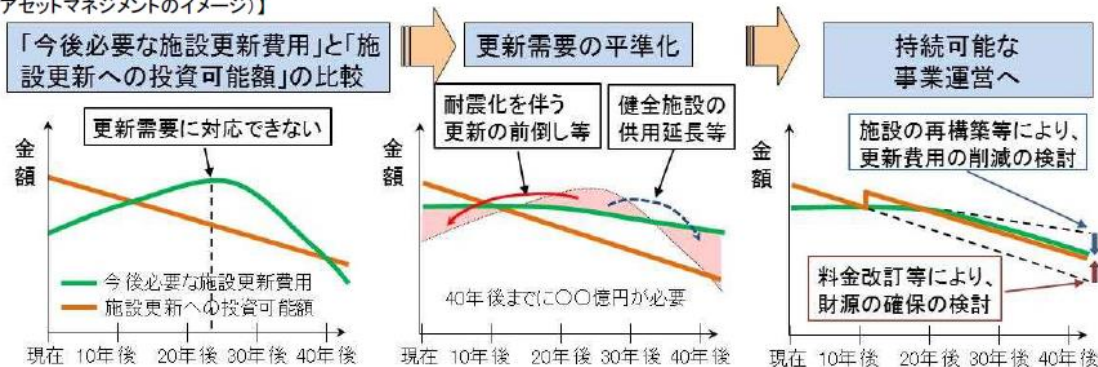 アセットマネジメントのイメージ）】
「今後必要な施設更新費用」と「施
設更新への投資可能額」の比較
更新需要に対応できない
金
額
今後必要な施設更新費用
施設更新への投資可能額
現在 10年後 20年後 30年後 40年後
更新需要の平準化
耐震化を伴う
更新の前倒し等
健全施設の
供用延長等
金
額
40年後までに〇〇億円が必要
現在 10年後 20年後 30年後 40年後
持続可能な
事業運営へ
施設の再構築等により、
更新費用の削減の検討
金
額
料金改訂等により、
財源の確保の検討
現在 10年後 20年後 30年後 40年後